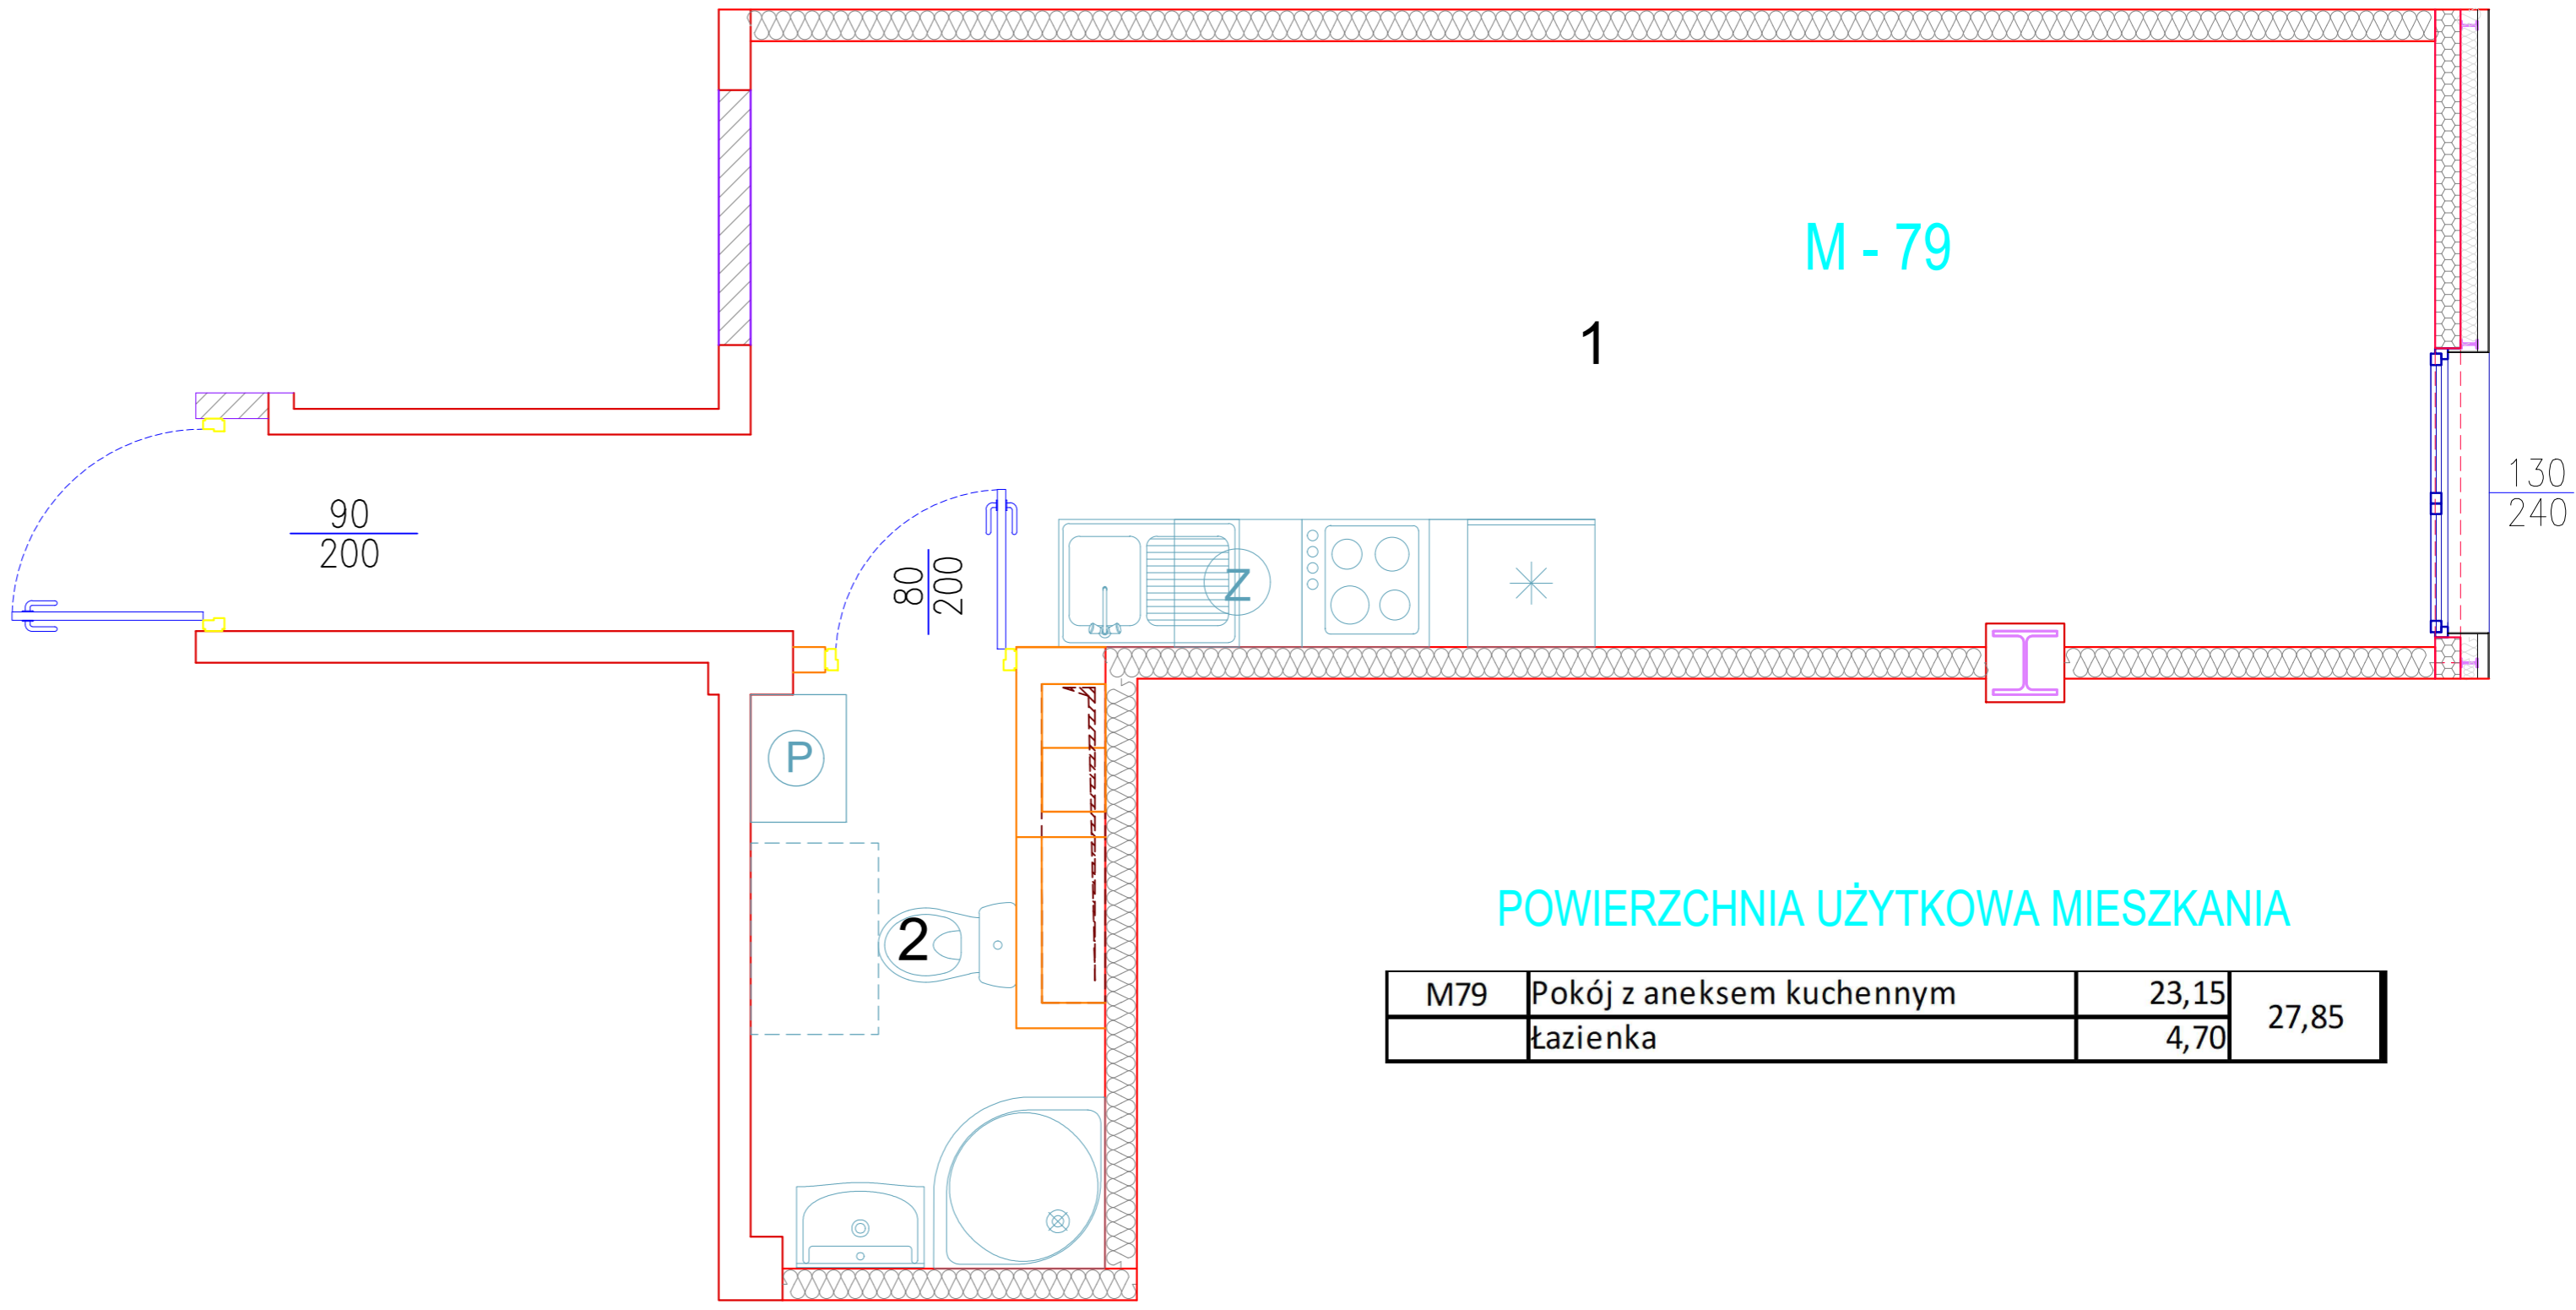 M - 79
1
90
200
80
200
Z
130
240
P
2
POWIERZCHNIA UŻYTKOWA MIESZKANIA
M79 Pokój z aneksem kuchennym 23,15 27,85
Łazienka 4,70